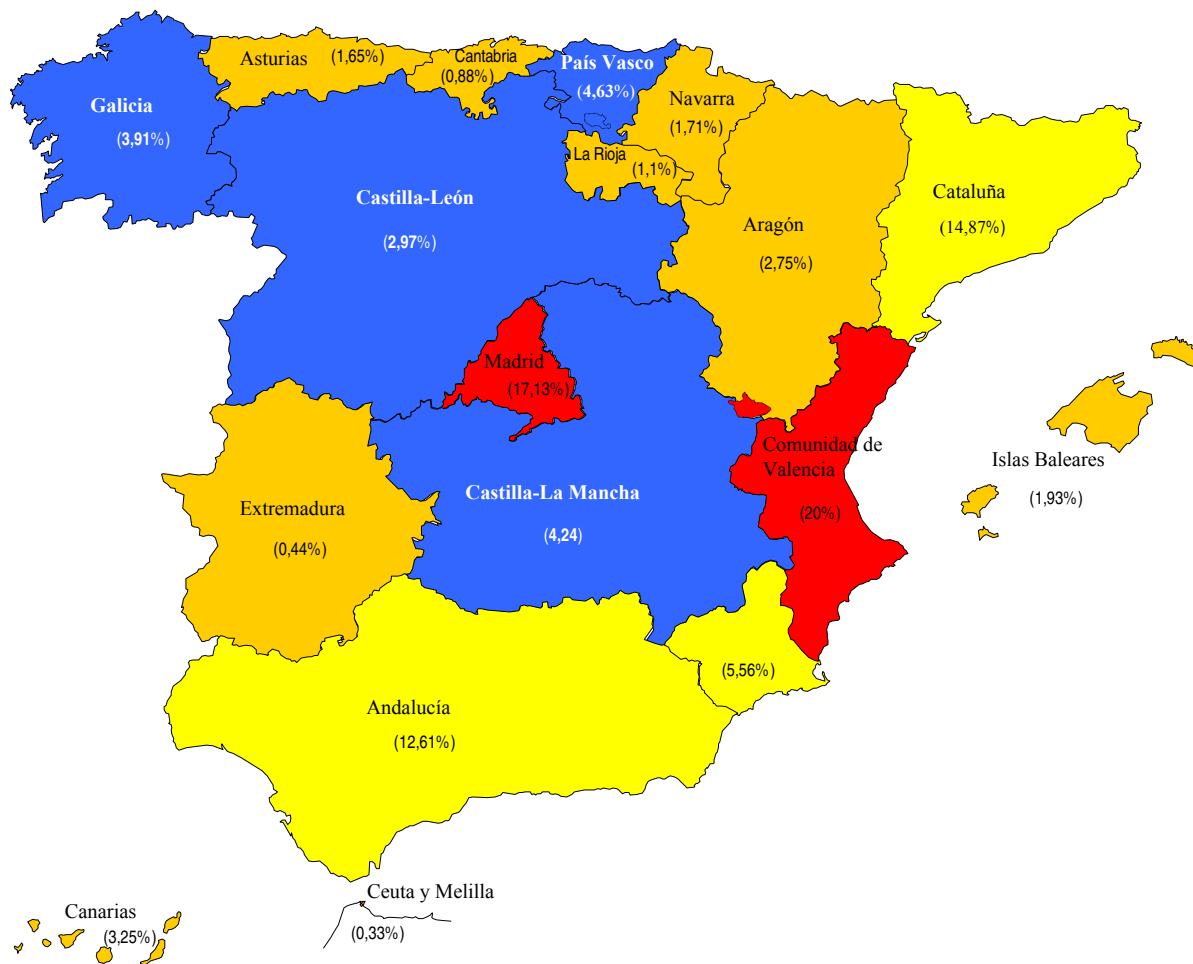 Asturias
(1,65%)
Cantabria
(0,88%)
País Vasco
(4,63%)
Galicia
(3,91%)
Navarra
(1,71%)
La Rioja
(1,1%)
Castilla-León
(2,97%)
Cataluña
(14,87%)
Aragón
(2,75%)
Madrid
(17,13%)
Comunidad de
Valencia
(20%)
Islas Baleares
(1,93%)
Castilla-La Mancha
(4,24)
Extremadura
(0,44%)
(5,56%)
Andalucía
(12,61%)
Ceuta y Melilla
(0,33%)
Canarias
(3,25%)